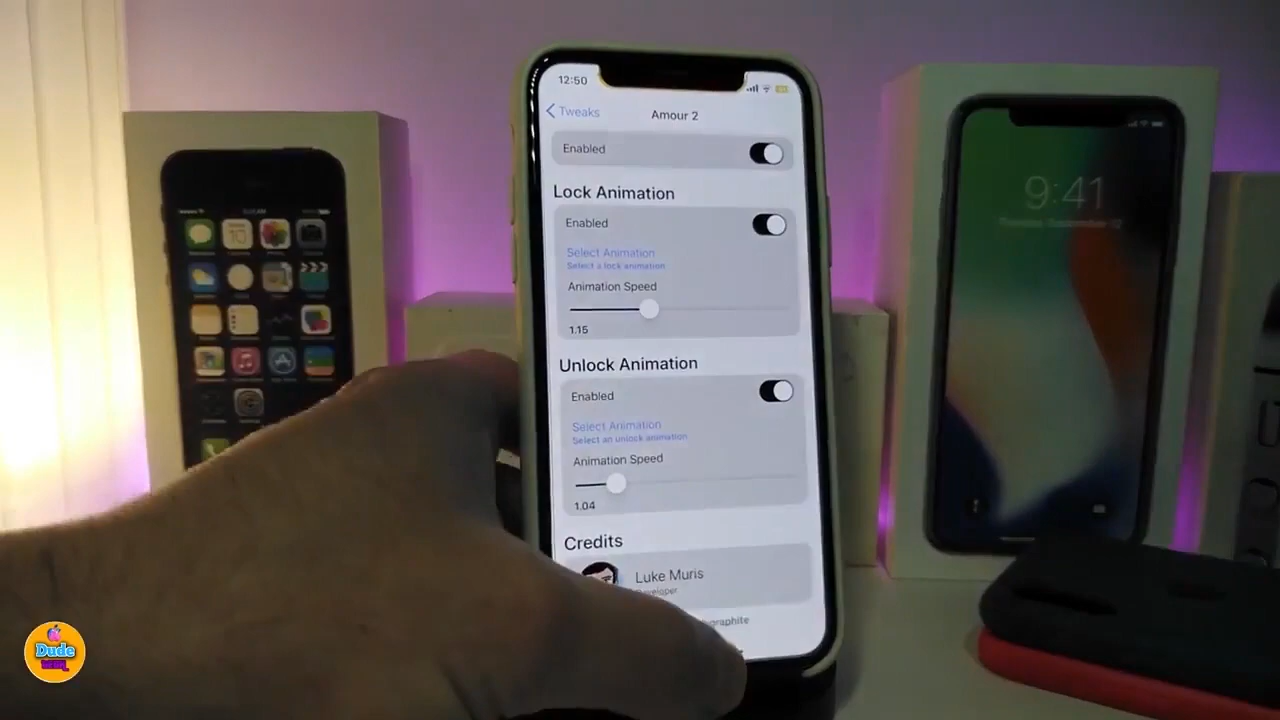 12:50
Tweaks
Amour 2
Enabled
Lock Animation
Enabled
Select Animation
Select a lock animation
Animation Speed
1.15
Unlock Animation
Enabled
Select Animation
Select an unlock animation
Animation Speed
1.04
Credits
Luke Muris
9:41
Dude